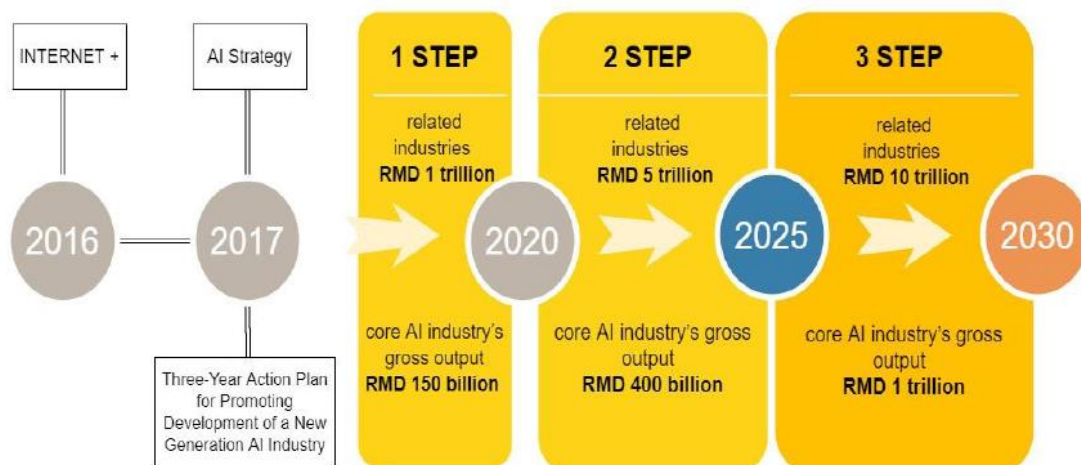 INTERNET +
AI Strategy
2016
2017
Three-Year Action Plan
for Promoting
Development of a New
Generation AI Industry
1 STEP
related
industries
RMD 1 trillion
2020
core AI industry's
gross output
RMD 150 billion
2 STEP
related
industries
RMD 5 trillion
2025
core AI industry's gross
output
RMD 400 billion
3 STEP
related
industries
RMD 10 trillion
2030
core AI industry's gross
output
RMD 1 trillion